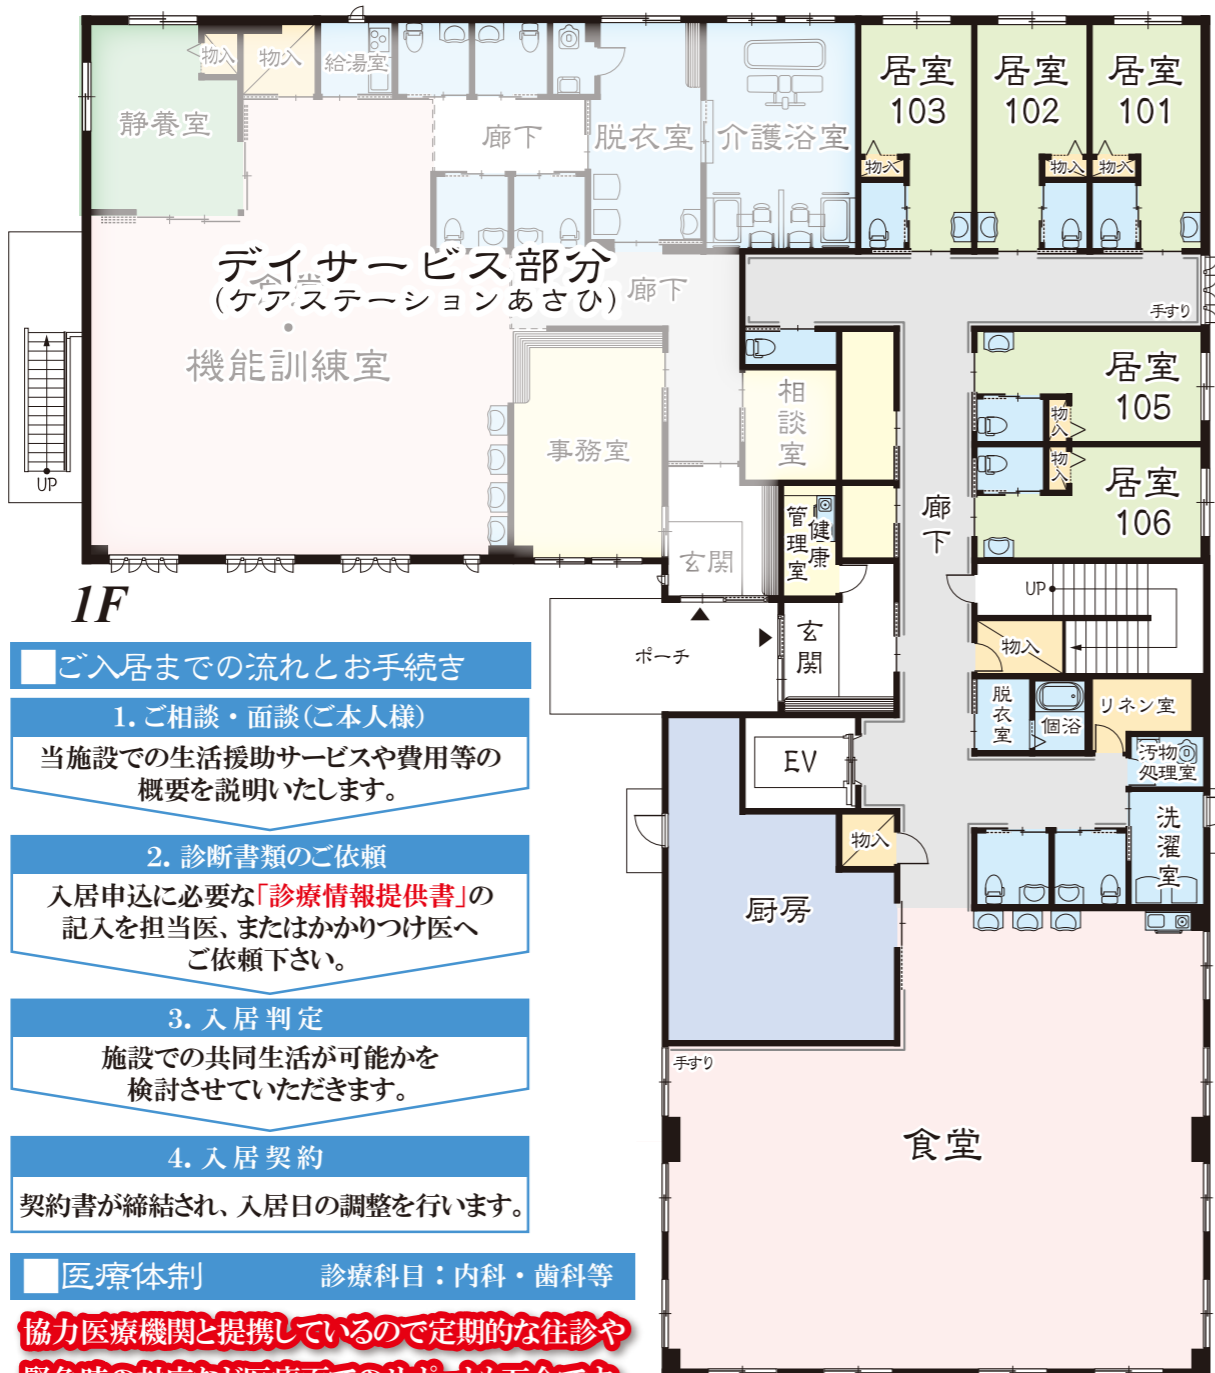 物入
物入
給湯室
静養室
廊下
脱衣室
介護浴室
居室
103
居室
102
居室
101
物入
物入
物入
デイサービス部分
(ケアステーションあさひ)
廊下
手すり
機能訓練室
事務室
相談室
居室
105
物入
物入
居室
106
廊下
UP
玄関
健康管理室
1F
UP
ポーチ
玄関
物入
脱衣室
個浴
リネン室
EV
汚物処理室
物入
洗濯室
厨房
手すり
食堂
ご入居までの流れとお手続き
1. ご相談・面談(ご本人様)
当施設での生活援助サービスや費用等の
概要を説明いたします。
2. 診断書類のご依頼
入居申込に必要な「診療情報提供書」の
記入を担当医、またはかかりつけ医へ
ご依頼下さい。
3. 入居判定
施設での共同生活が可能かを
検討させていただきます。
4. 入居契約
契約書が締結され、入居日の調整を行います。
医療体制 診療科目：内科・歯科等
協力医療機関と提携しているので定期的な往診や